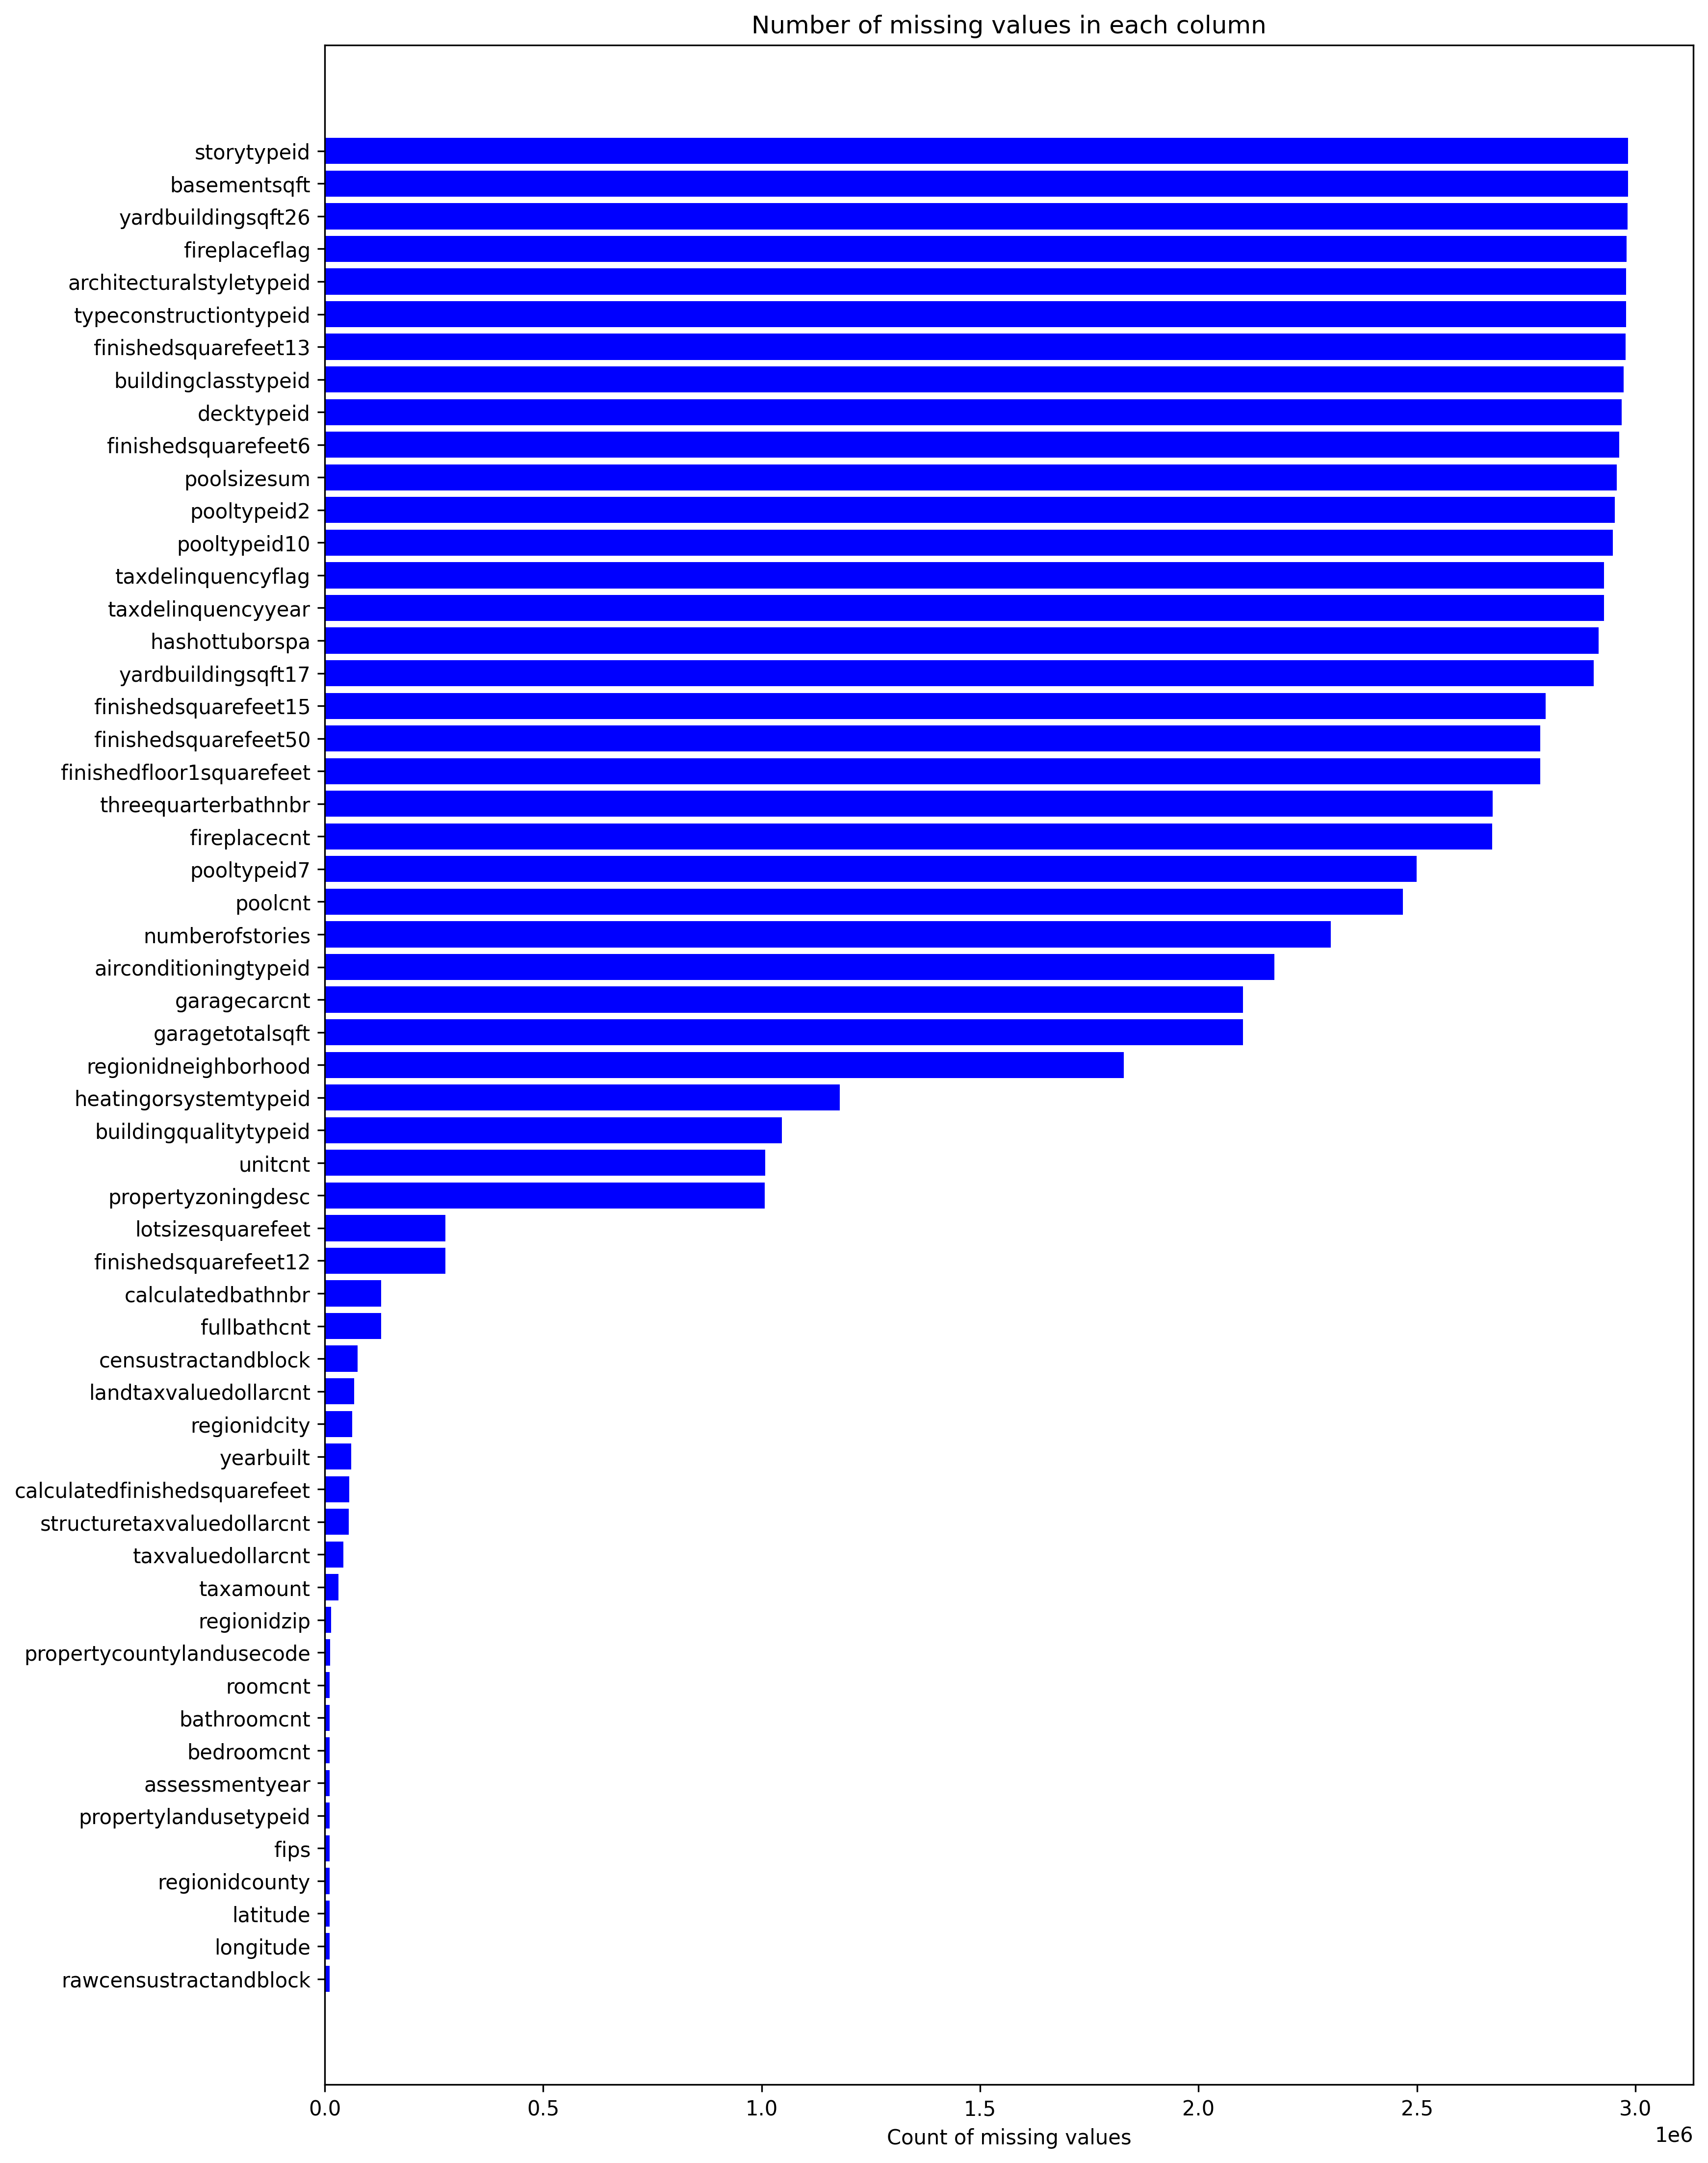 Number of missing values in each column
storytypeid
basementsqft
yardbuildingsqft26
fireplaceflag
architecturalstyletypeid
typeconstructiontypeid
finishedsquarefeet13
buildingclasstypeid
decktypeid
finishedsquarefeet6
poolsizesum
pooltypeid2
pooltypeid10
taxdelinquencyflag
taxdelinquencyyear
hashottuborspa
yardbuildingsqft17
finishedsquarefeet15
finishedsquarefeet50
finishedfloor1squarefeet
threequarterbathnbr
fireplacecnt
pooltypeid7
poolcnt
numberofstories
airconditioningtypeid
garagecarcnt
garagetotalsqft
regionidneighborhood
heatingorsystemtypeid
buildingqualitytypeid
unitcnt
propertyzoningdesc
lotsizesquarefeet
finishedsquarefeet12
calculatedbathnbr
fullbathcnt
censustractandblock
landtaxvaluedollarcnt
regionidcity
yearbuilt
calculatedfinishedsquarefeet
structuretaxvaluedollarcnt
taxvaluedollarcnt
taxamount
regionidzip
propertycountylandusecode
roomcnt
bathroomcnt
bedroomcnt
assessmentyear
propertylandusetypeid
fips
regionidcounty
latitude
longitude
rawcensustractandblock
0.0 0.5 1.0 1.5 2.0 2.5 3.0
Count of missing values
1e6